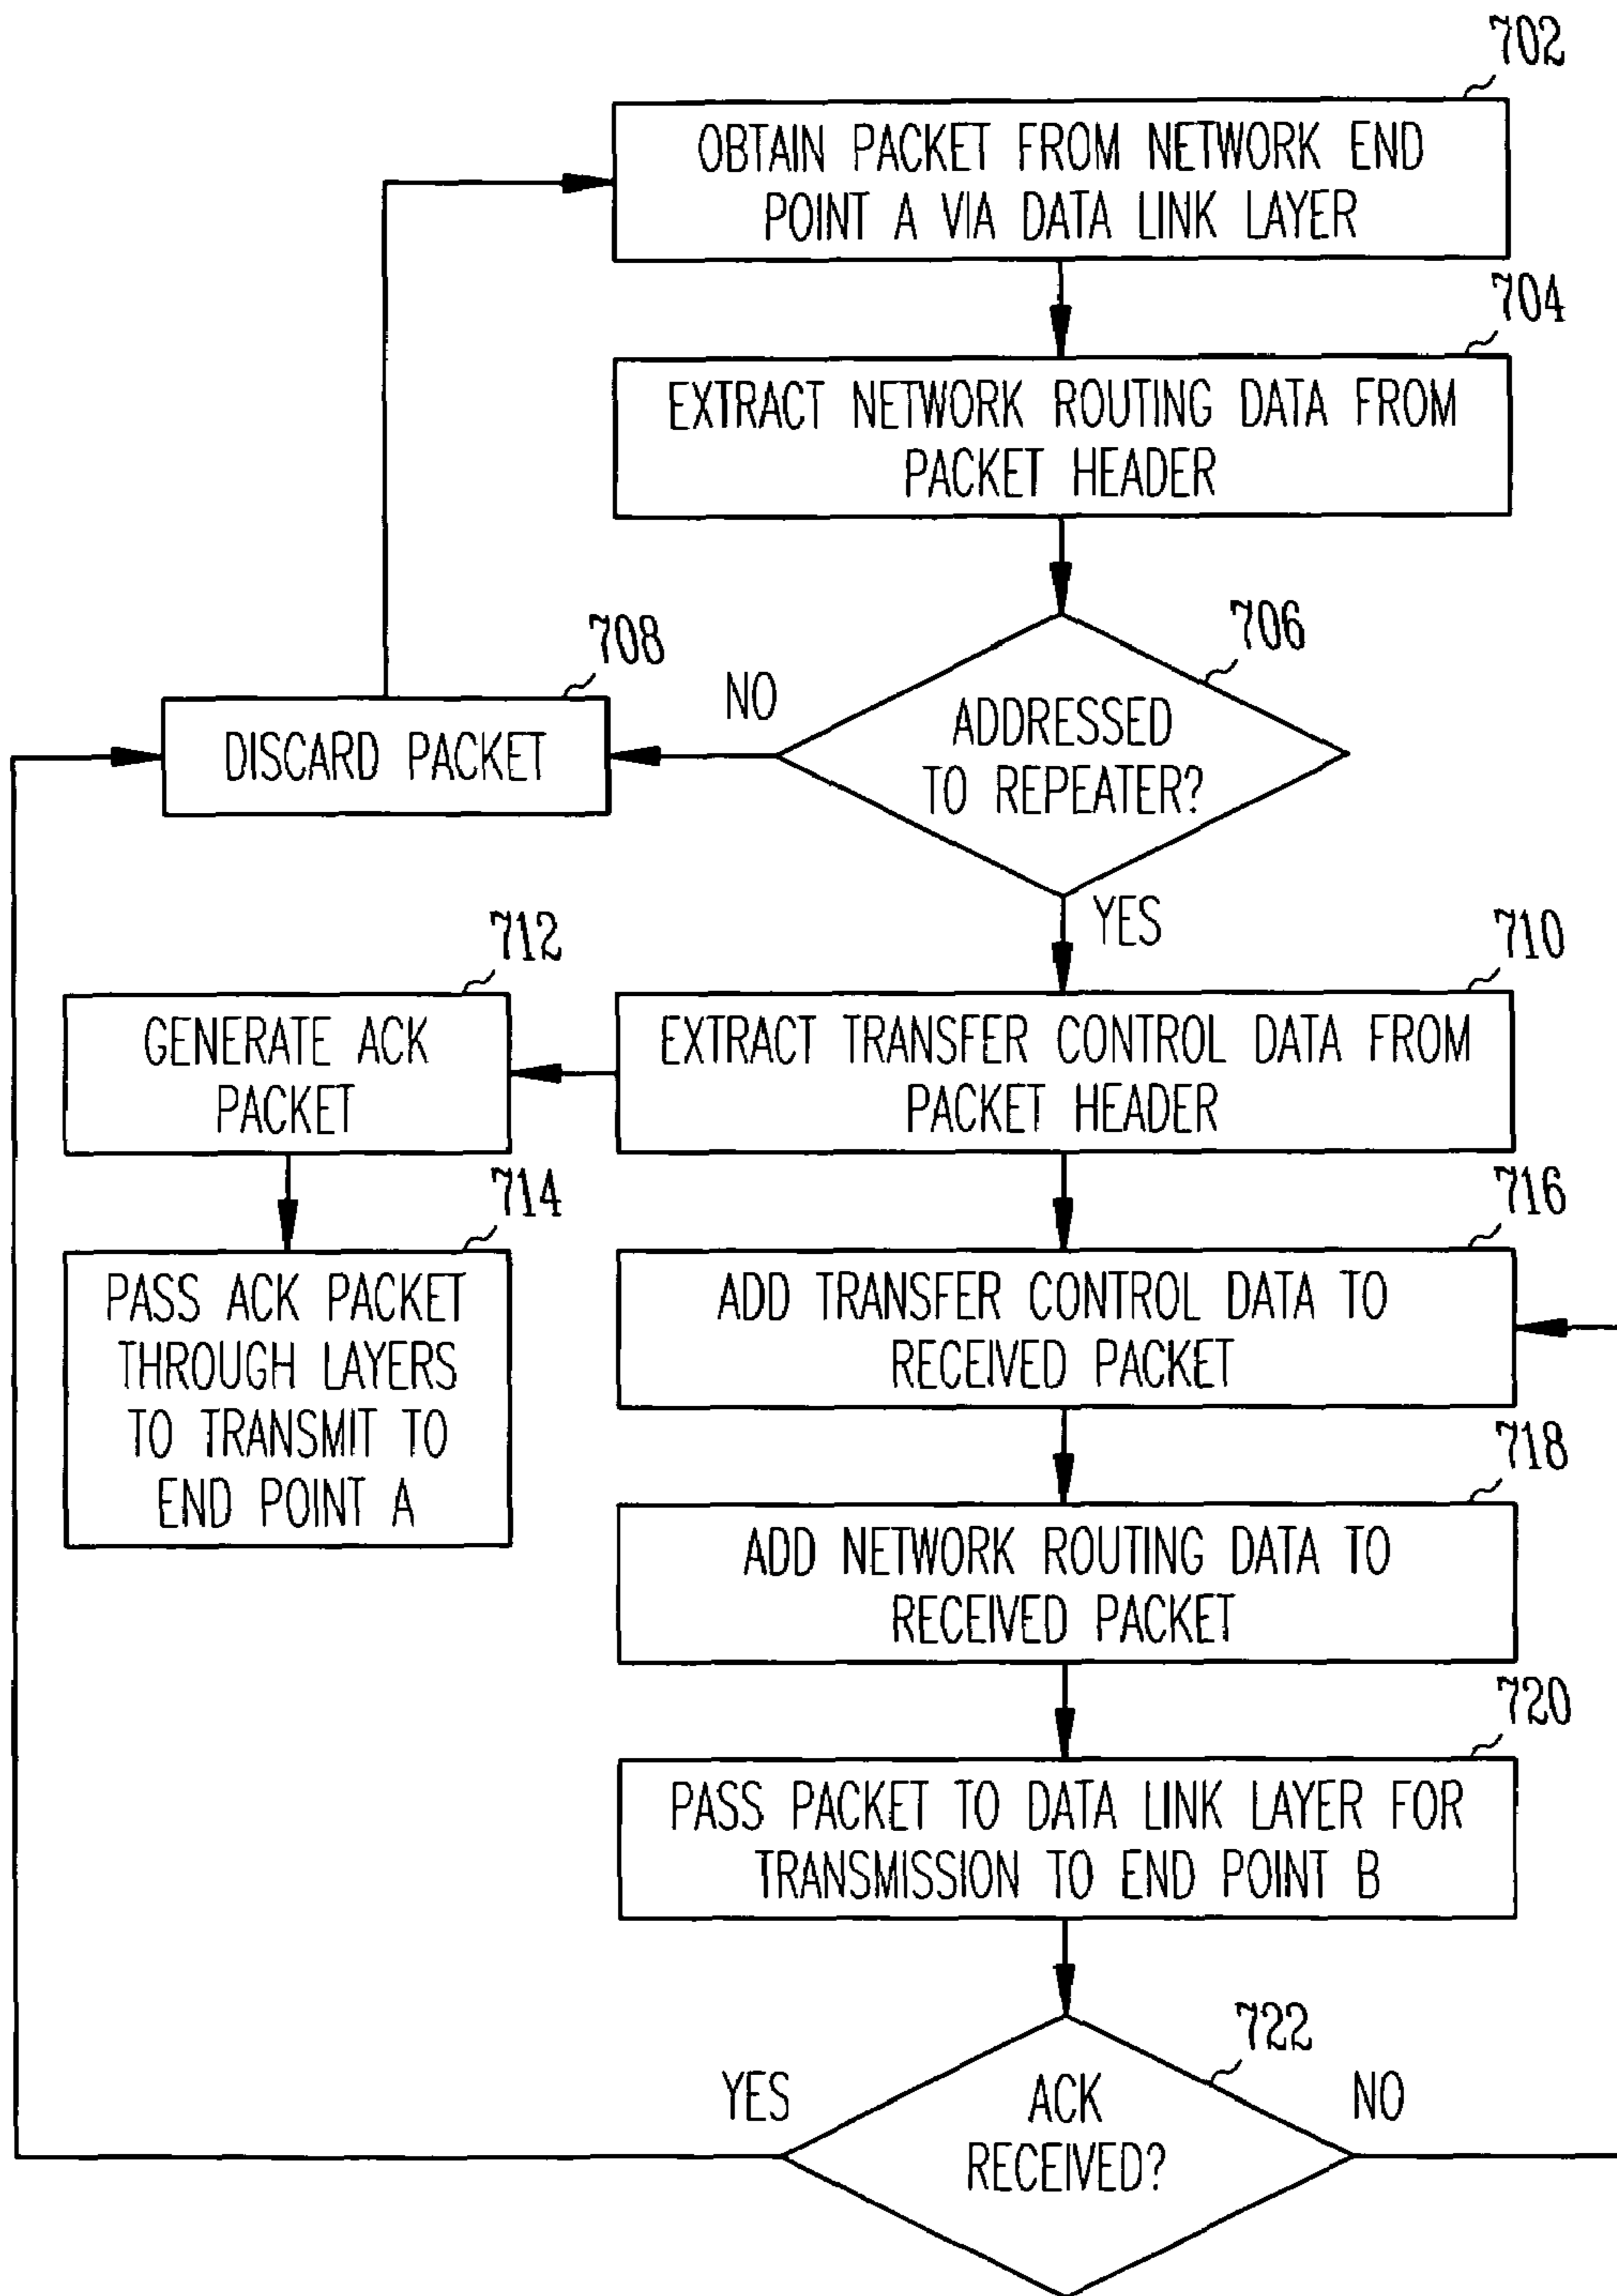 702
OBTAIN PACKET FROM NETWORK END
POINT A VIA DATA LINK LAYER
704
EXTRACT NETWORK ROUTING DATA FROM
PACKET HEADER
706
ADDRESSED
TO REPEATER?
NO
708
DISCARD PACKET
YES
710
EXTRACT TRANSFER CONTROL DATA FROM
PACKET HEADER
712
GENERATE ACK
PACKET
714
PASS ACK PACKET
THROUGH LAYERS
TO TRANSMIT TO
END POINT A
716
ADD TRANSFER CONTROL DATA TO
RECEIVED PACKET
718
ADD NETWORK ROUTING DATA TO
RECEIVED PACKET
720
PASS PACKET TO DATA LINK LAYER FOR
TRANSMISSION TO END POINT B
722
YES
ACK
RECEIVED?
NO